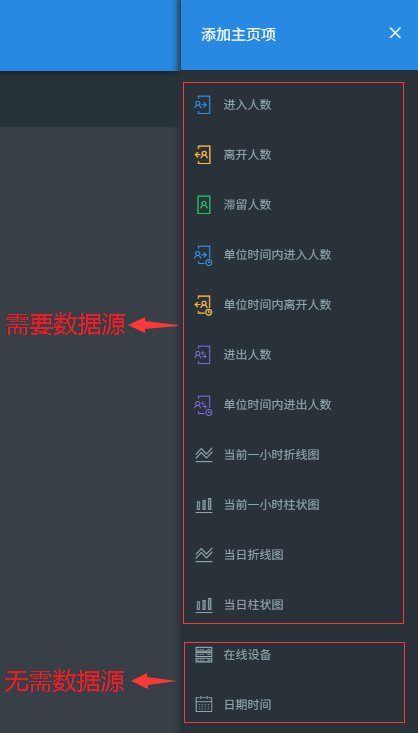 添加主页项
进入人数
离开人数
滞留人数
单位时间内进入人数
单位时间内离开人数
需要数据源
进出人数
单位时间内进出人数
当前一小时折线图
当前一小时柱状图
当日折线图
当日柱状图
在线设备
无需数据源
日期时间